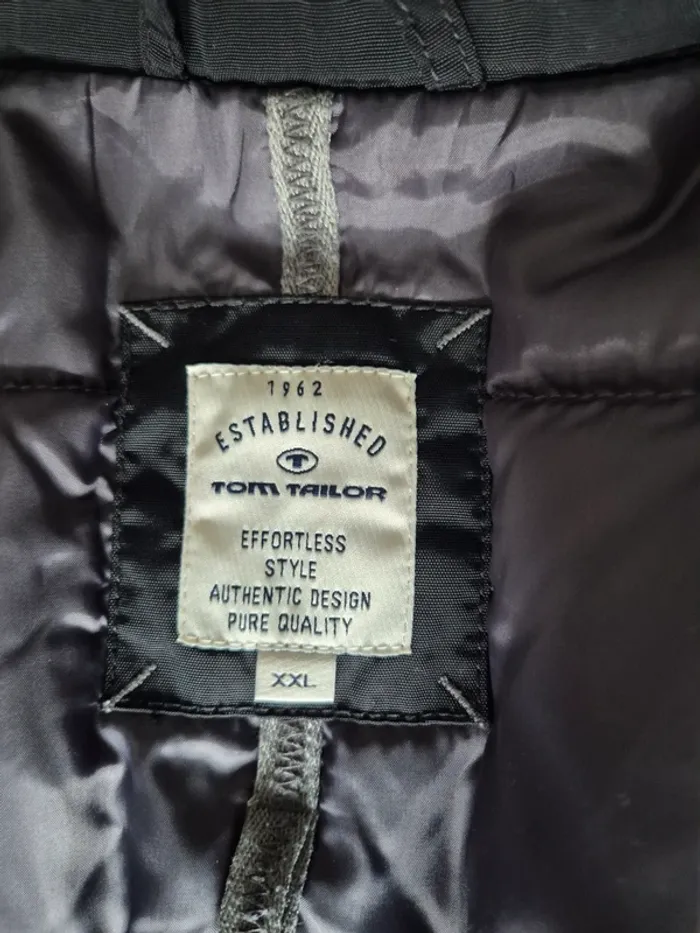 1962
ESTABLISHED
T
TOM TAILOR
EFFORTLESS
STYLE
AUTHENTIC DESIGN
PURE QUALITY
XXL